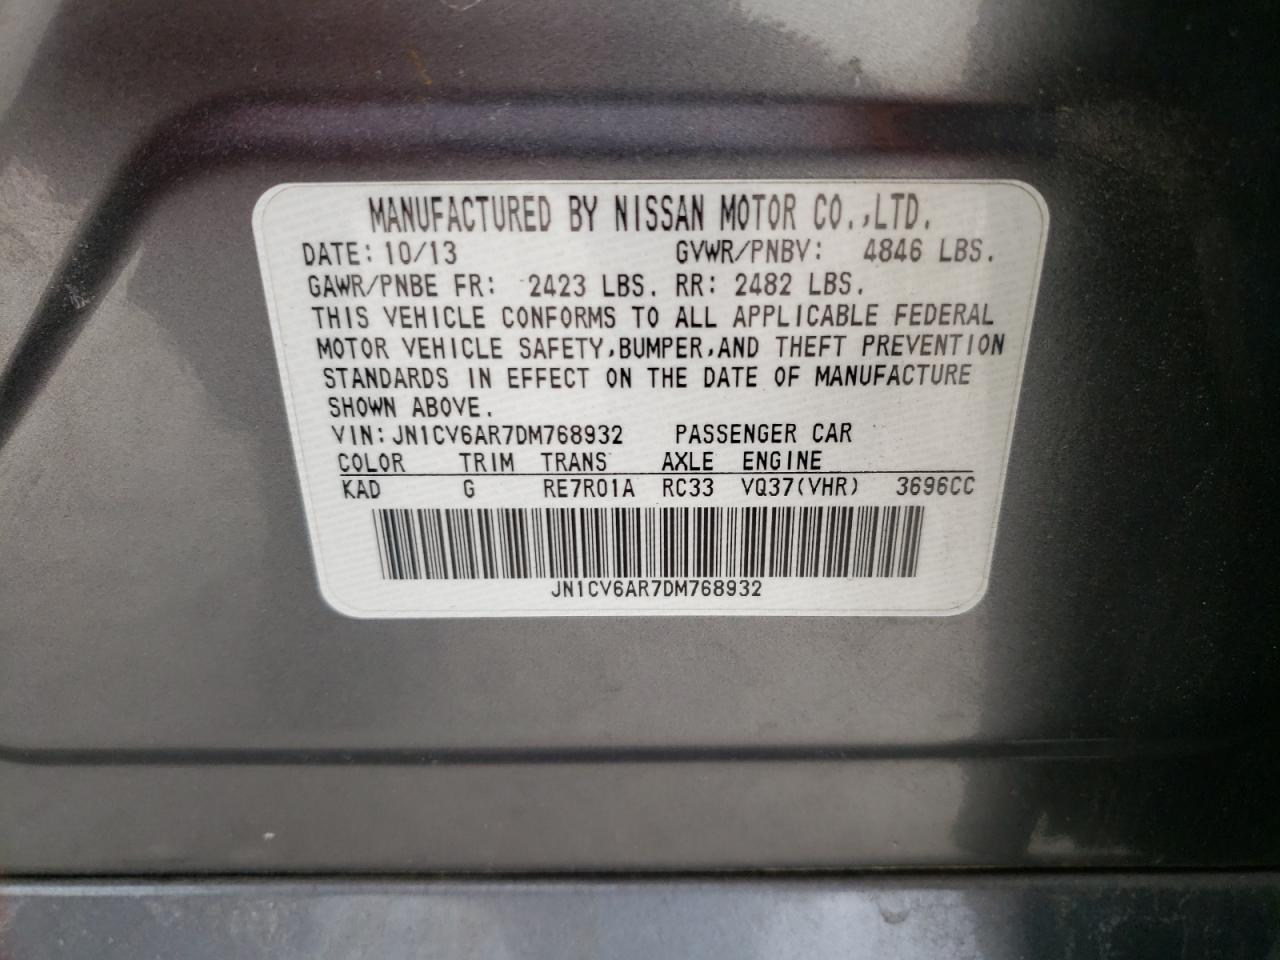 MANUFACTURED BY NISSAN MOTOR CO.,LTD.
DATE: 10/13 GVWR/PNBV: 4846 LBS.
GAWR/PNBE FR: 2423 LBS. RR: 2482 LBS.
THIS VEHICLE CONFORMS TO ALL APPLICABLE FEDERAL
MOTOR VEHICLE SAFETY,BUMPER,AND THEFT PREVENTION
STANDARDS IN EFFECT ON THE DATE OF MANUFACTURE
SHOWN ABOVE.
VIN: JN1CV6AR7DM768932 PASSENGER CAR
COLOR TRIM TRANS AXLE ENGINE
KAD G RE7R01A RC33 VQ37(VHR) 3696CC
JN1CV6AR7DM768932